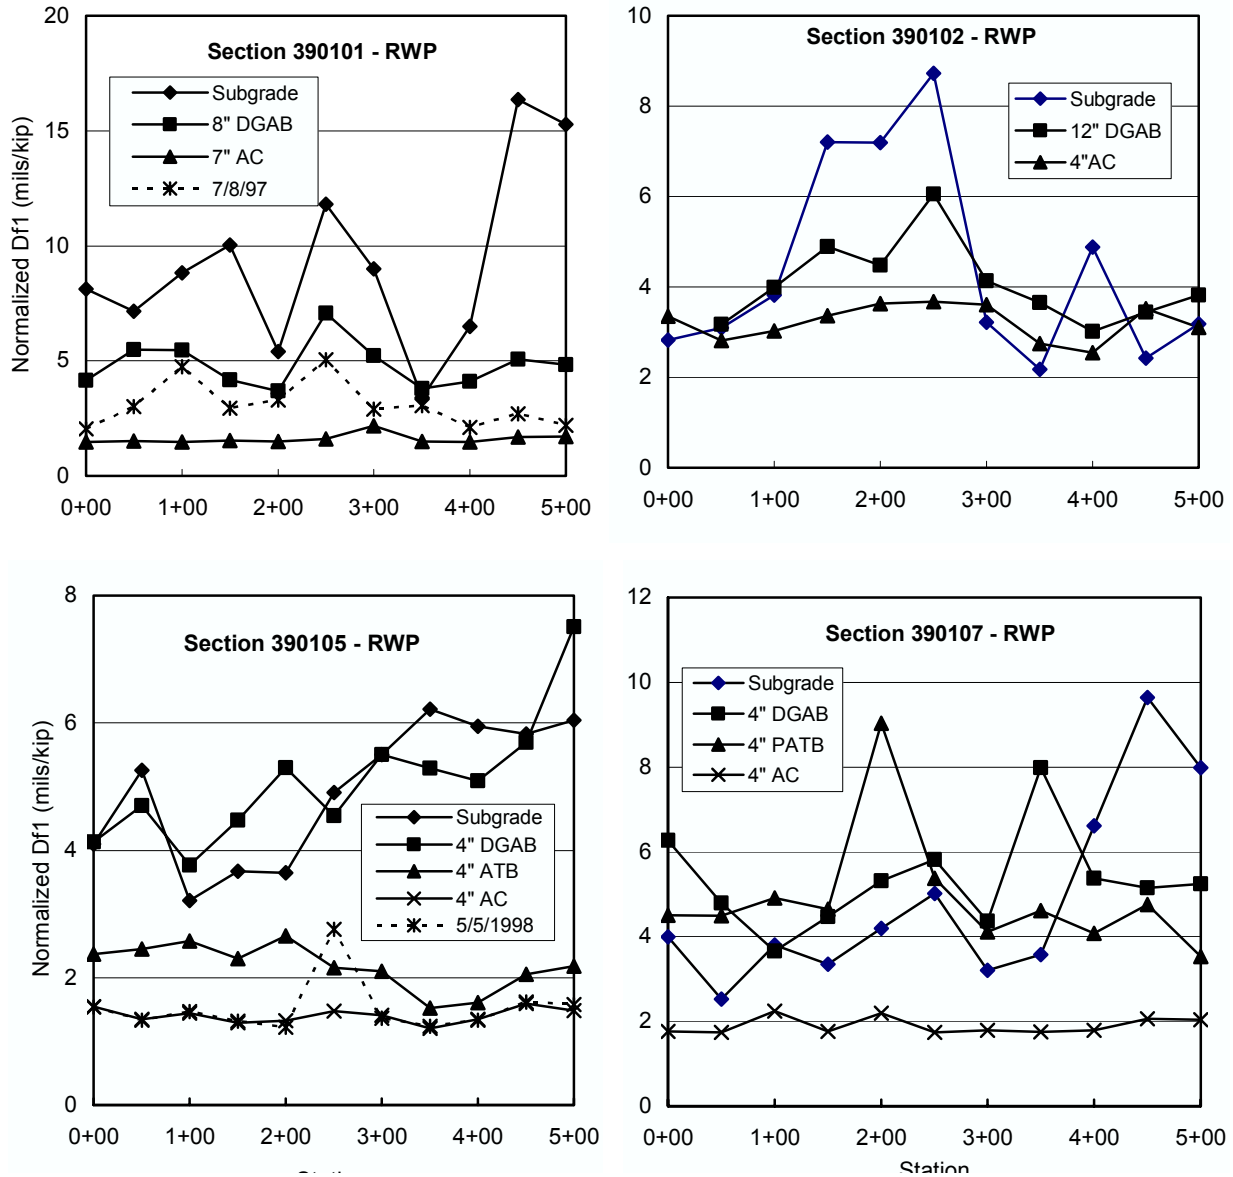 Section 390101 - RWP
Normalized Df1 (mils/kip)
20
15
10
5
0
Subgrade
8" DGAB
7" AC
7/8/97
0+00 1+00 2+00 3+00 4+00 5+00
Section 390102 - RWP
10
8
6
4
2
0
Subgrade
12" DGAB
4"AC
0+00 1+00 2+00 3+00 4+00 5+00
Section 390105 - RWP
Normalized Df1 (mils/kip)
8
6
4
2
0
Subgrade
4" DGAB
4" ATB
4" AC
5/5/1998
0+00 1+00 2+00 3+00 4+00 5+00
Station
Section 390107 - RWP
12
10
8
6
4
2
0
Subgrade
4" DGAB
4" PATB
4" AC
0+00 1+00 2+00 3+00 4+00 5+00
Station